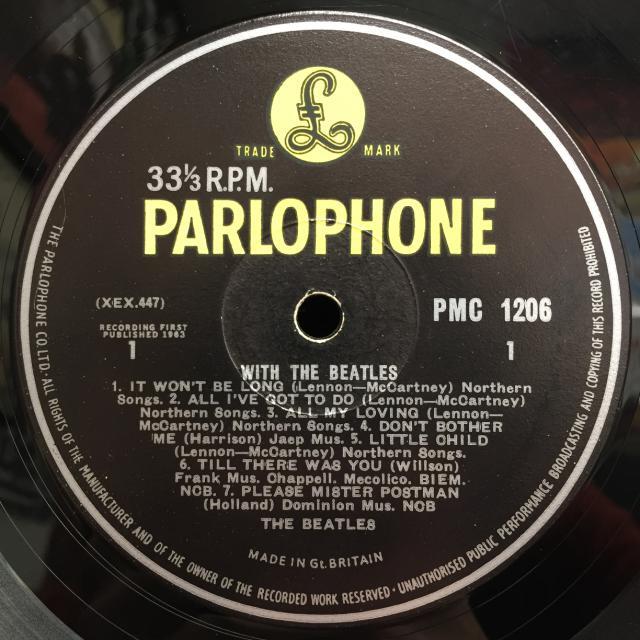 £
TRADE MARK
33⅓ R.P.M.
PARLOPHONE
(XEX.447)
PMC 1206
RECORDING FIRST
PUBLISHED 1963
1
1
WITH THE BEATLES
1. IT WON'T BE LONG (Lennon—McCartney) Northern
Songs. 2. ALL I'VE GOT TO DO (Lennon—McCartney)
Northern Songs. 3. ALL MY LOVING (Lennon—
McCartney) Northern Songs. 4. DON'T BOTHER
ME (Harrison) Jaep Mus. 5. LITTLE CHILD
(Lennon—McCartney) Northern Songs.
6. TILL THERE WAS YOU (Willson)
Frank Mus. Chappell. Mecolico. BIEM.
NCB. 7. PLEASE MISTER POSTMAN
(Holland) Dominion Mus. NCB
THE BEATLES
MADE IN Gt. BRITAIN
THE PARLOPHONE CO. LTD· ALL RIGHTS OF THE MANUFACTURER AND OF THE OWNER OF THE RECORDED WORK RESERVED · UNAUTHORISED PUBLIC PERFORMANCE BROADCASTING AND COPYING OF THIS RECORD PROHIBITED